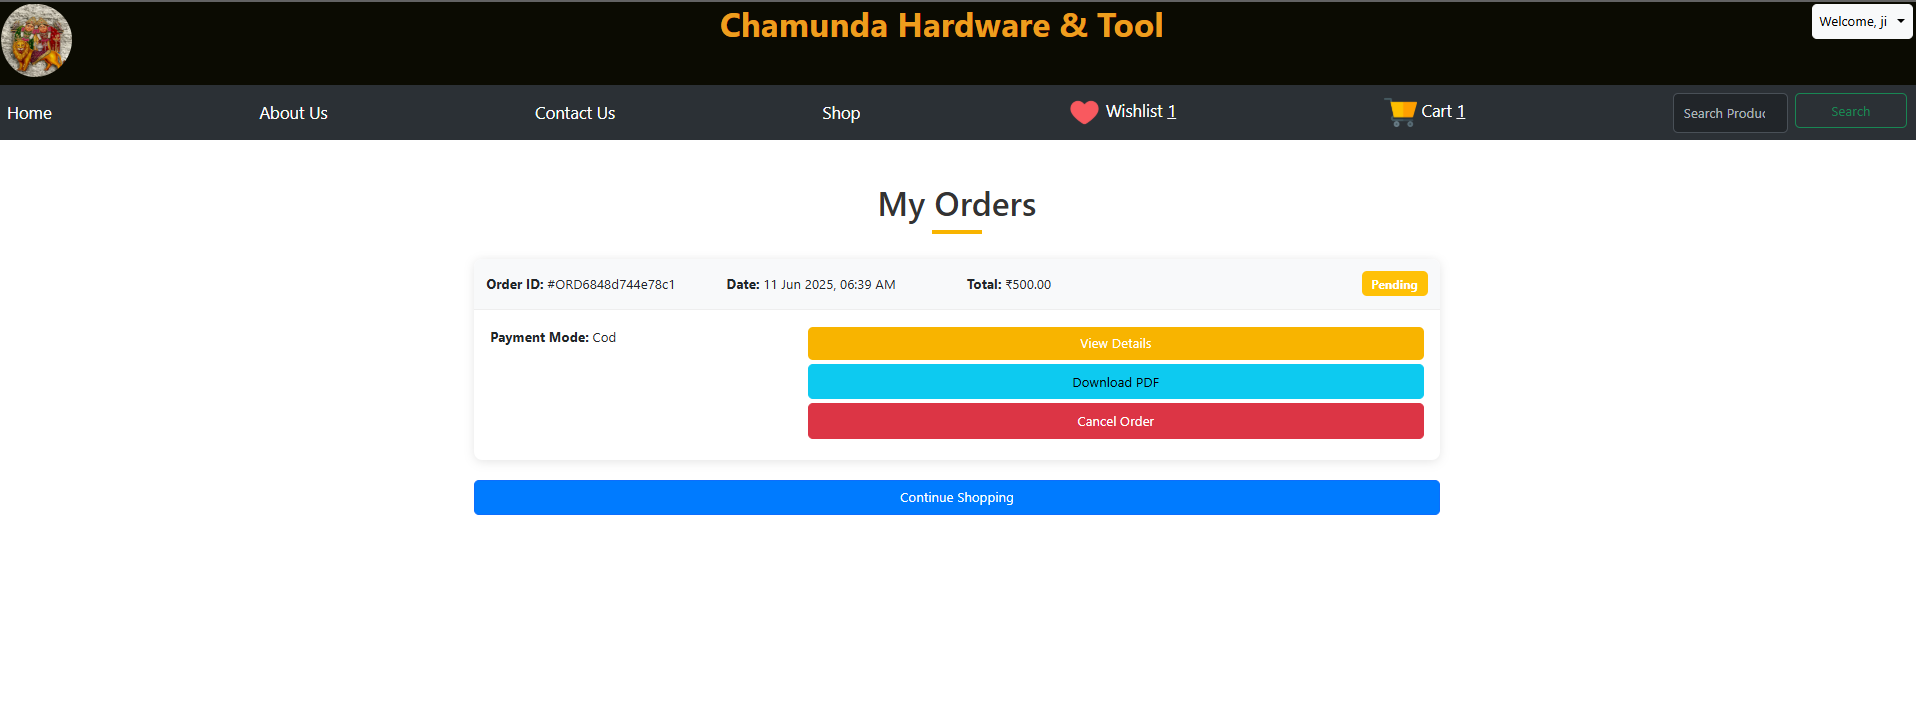 Chamunda Hardware & Tool
Welcome, ji
Home About Us Contact Us Shop Wishlist 1 Cart 1 Search Produc Search
My Orders
Order ID: #ORD6848d744e78c1 Date: 11 Jun 2025, 06:39 AM Total: ₹500.00 Pending
Payment Mode: Cod
View Details
Download PDF
Cancel Order
Continue Shopping